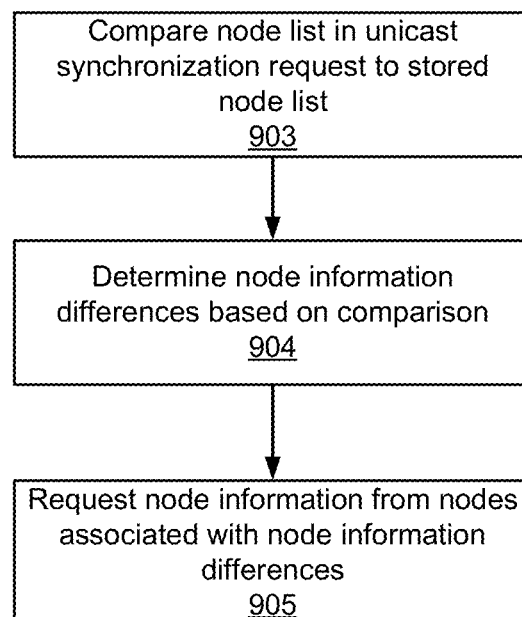 Compare node list in unicast
synchronization request to stored
node list
903
Determine node information
differences based on comparison
904
Request node information from nodes
associated with node information
differences
905